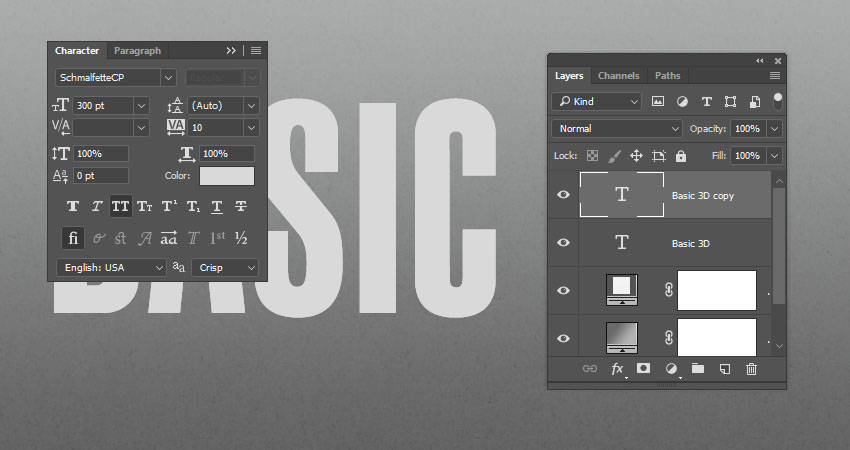 Character Paragraph
SchmalfetteCP Regular
300 pt (Auto)
V/A VA 10
100% 100%
0 pt Color:
T T TT Tт T¹ T₁ T T
fi st A aa T 1st ½
English: USA aa Crisp
BASIC
Layers Channels Paths
Kind
Normal Opacity: 100%
Lock: Fill: 100%
T Basic 3D copy
T Basic 3D
fx